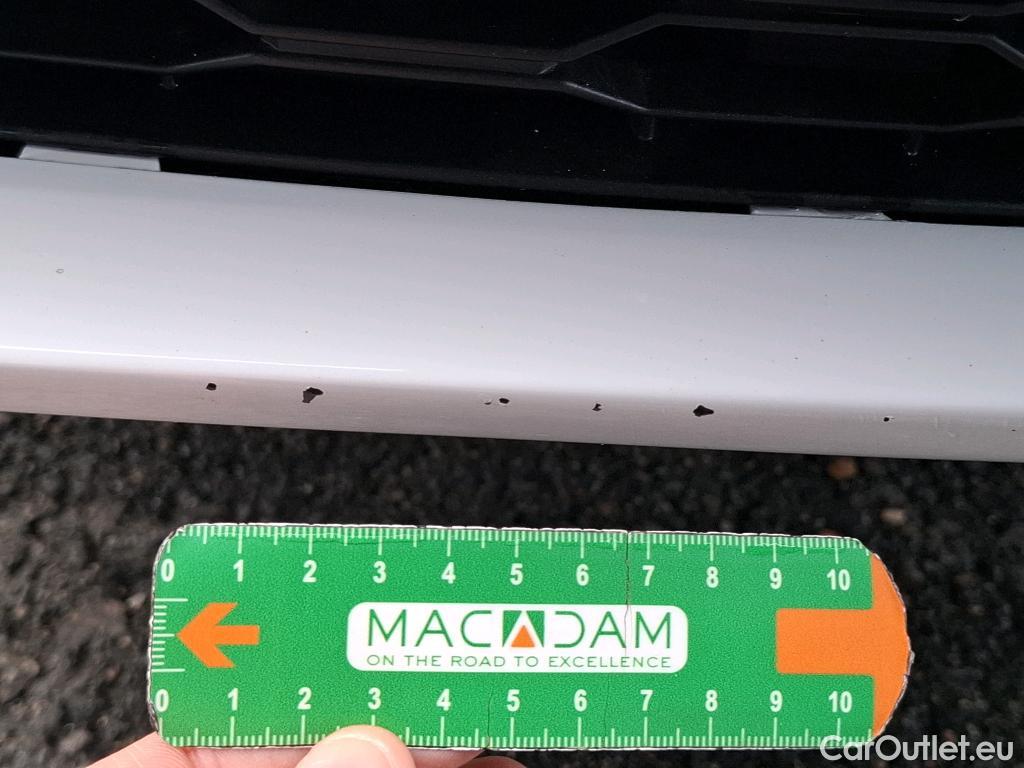 0 1 2 3 4 5 6 7 8 9 10
MACADAM
ON THE ROAD TO EXCELLENCE
0 1 2 3 4 5 6 7 8 9 10
CarOutlet.eu